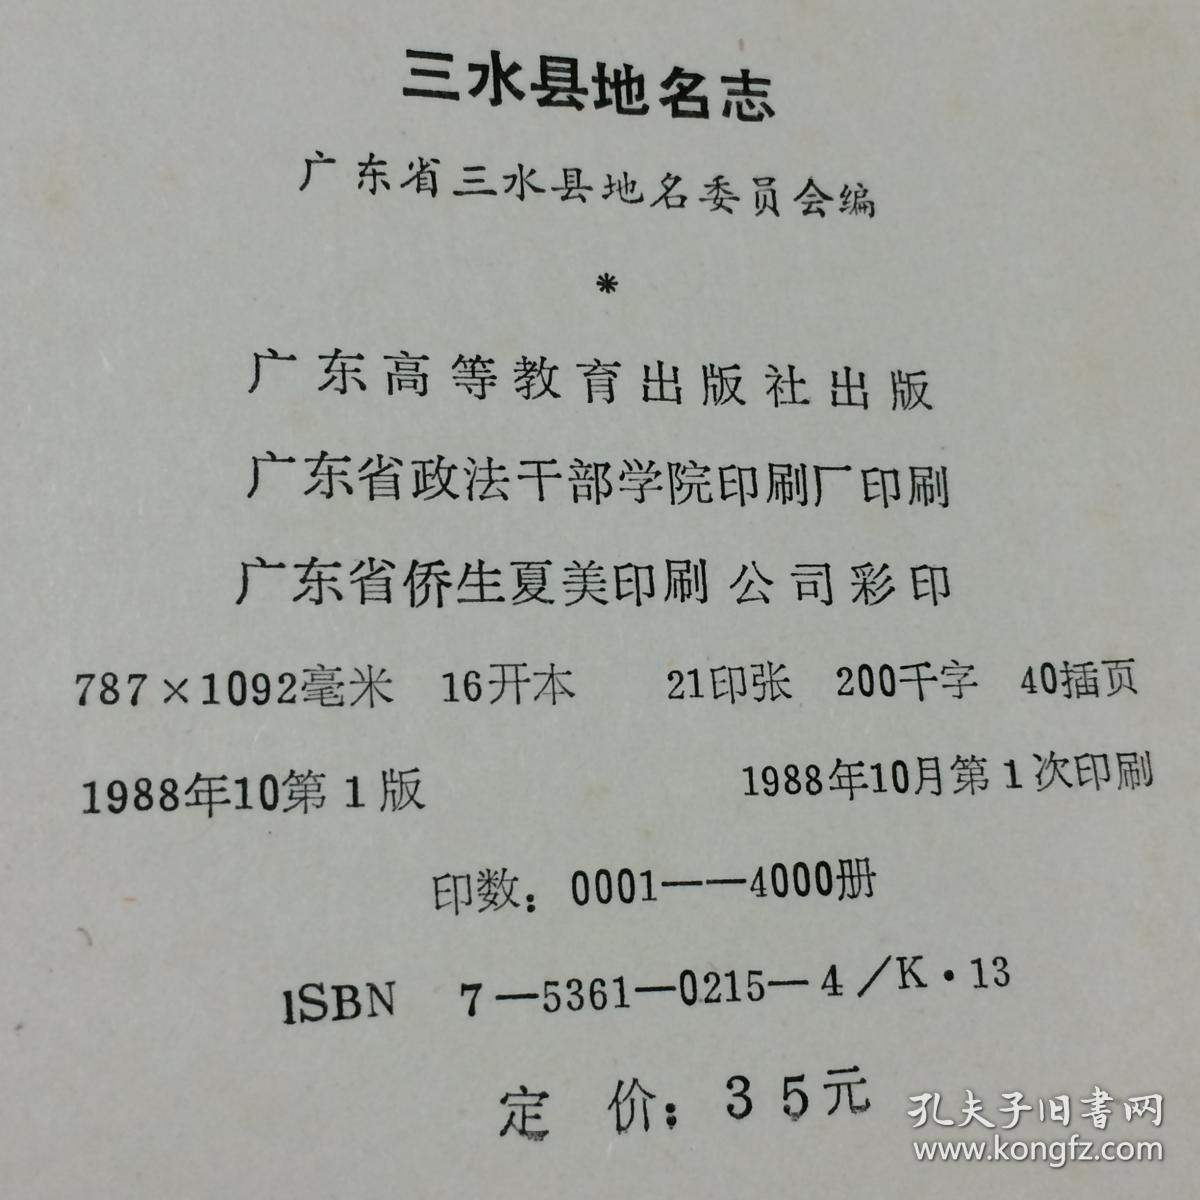 三水县地名志
广东省三水县地名委员会编
*
广东高等教育出版社出版
广东省政法干部学院印刷厂印刷
广东省侨生夏美印刷公司彩印
787×1092毫米 16开本 21印张 200千字 40插页
1988年10第1版 1988年10月第1次印刷
印数：0001——4000册
ISBN 7—5361—0215—4/K·13
定 价：35元
孔夫子旧書网
www.kongfz.com